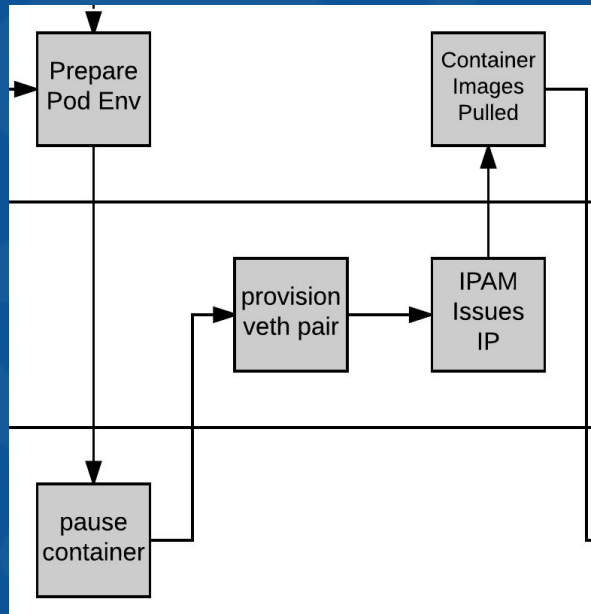 Prepare
Pod Env
Container
Images
Pulled
provision
veth pair
IPAM
Issues
IP
pause
container